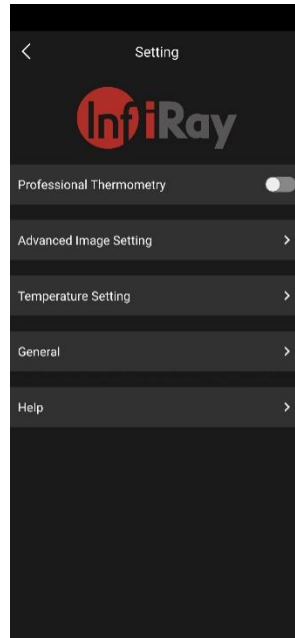 Setting
InfiRay
Professional Thermometry
Advanced Image Setting
Temperature Setting
General
Help